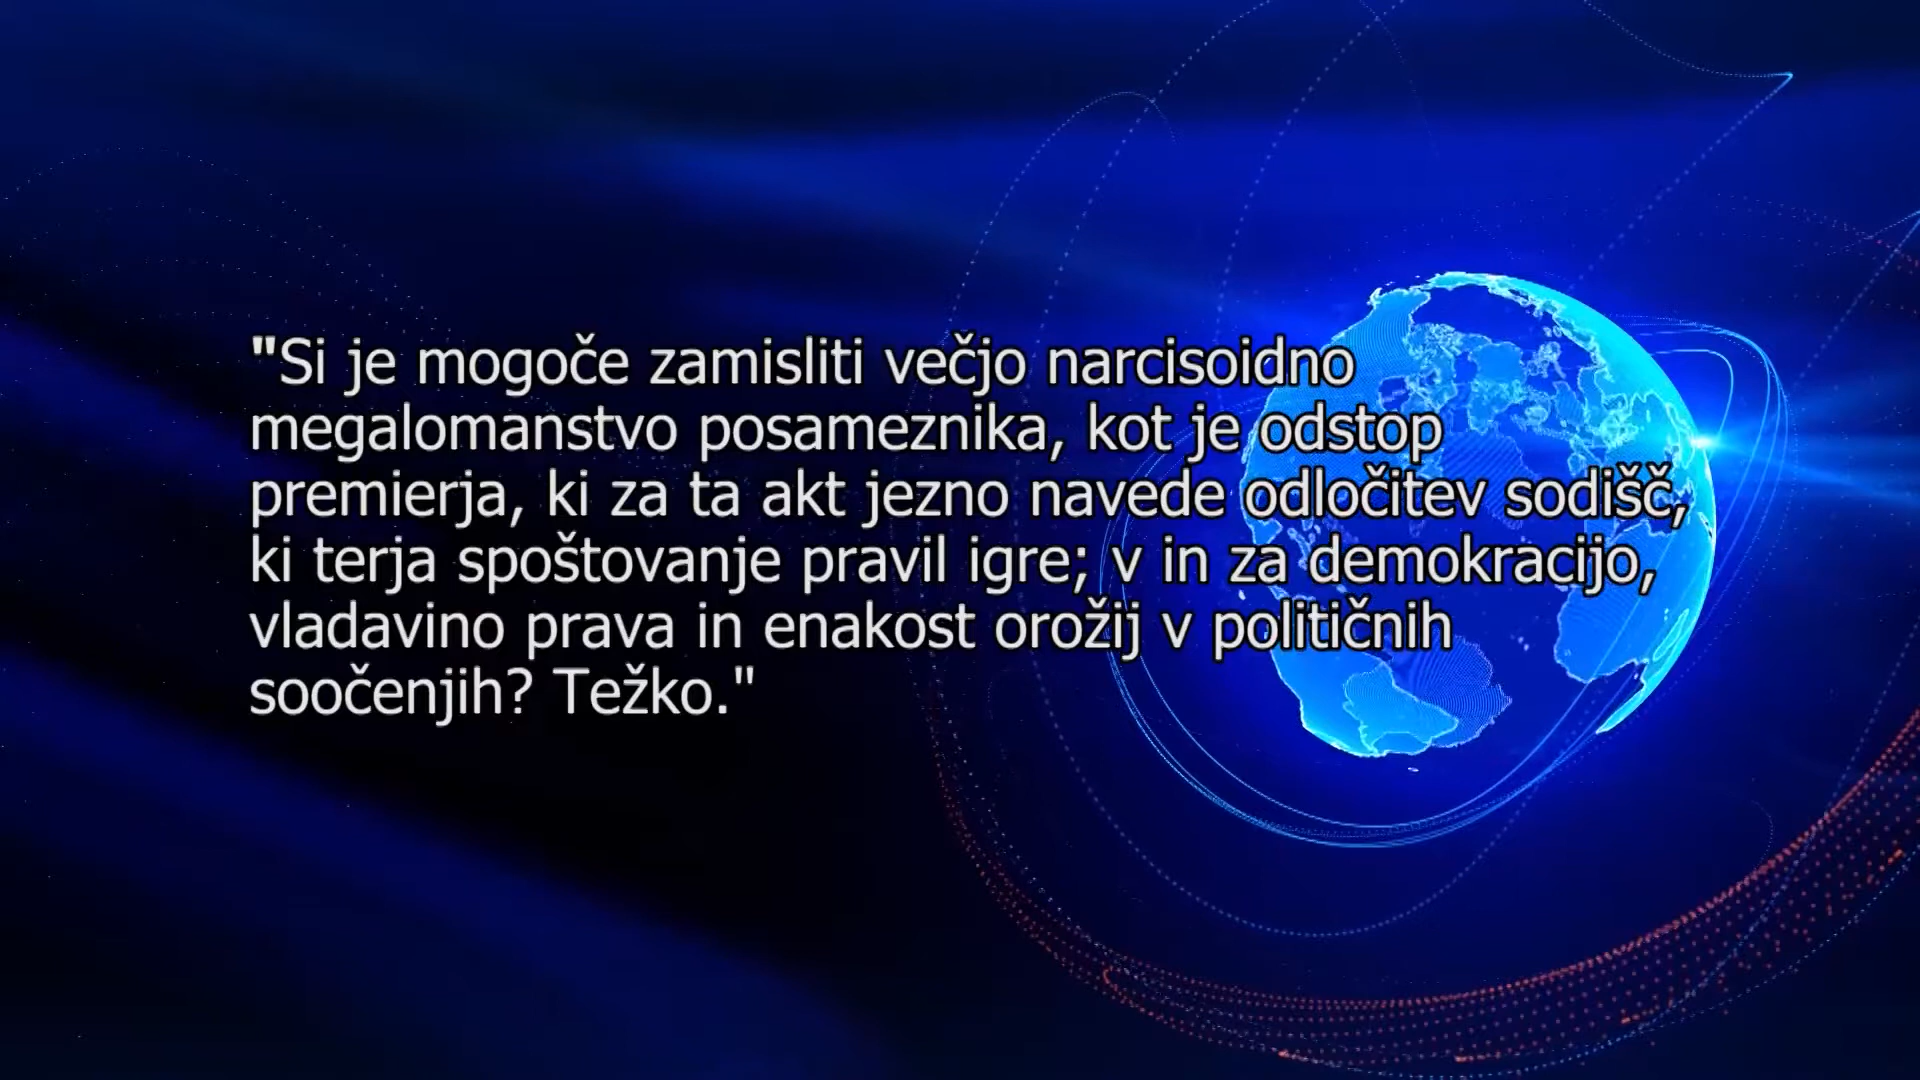 "Si je mogoče zamisliti večjo narcisoidno
megalomanstvo posameznika, kot je odstop
premierja, ki za ta akt jezno navede odločitev sodišč,
ki terja spoštovanje pravil igre; v in za demokracijo,
vladavino prava in enakost orožij v političnih
soočenjih? Težko."